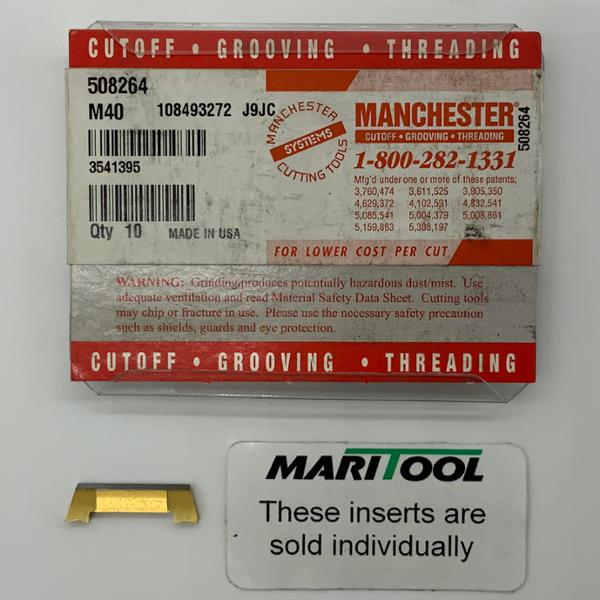 CUTOFF • GROOVING • THREADING
508264
M40 108493272 J9JC
3541395
Qty 10 MADE IN USA
MANCHESTER
SYSTEMS
CUTTING TOOLS
MANCHESTER®
CUTOFF • GROOVING • THREADING
1-800-282-1331
Mfg'd under one or more of these patents:
3,760,474 3,611,525 3,805,350
4,629,372 4,102,591 4,832,541
5,085,541 5,004,379 5,008,661
5,159,863 5,308,197
508264
FOR LOWER COST PER CUT
WARNING: Grinding produces potentially hazardous dust/mist. Use
adequate ventilation and read Material Safety Data Sheet. Cutting tools
may chip or fracture in use. Please use the necessary safety precaution
such as shields, guards and eye protection.
CUTOFF • GROOVING • THREADING
MARITOOL
These inserts are
sold individually